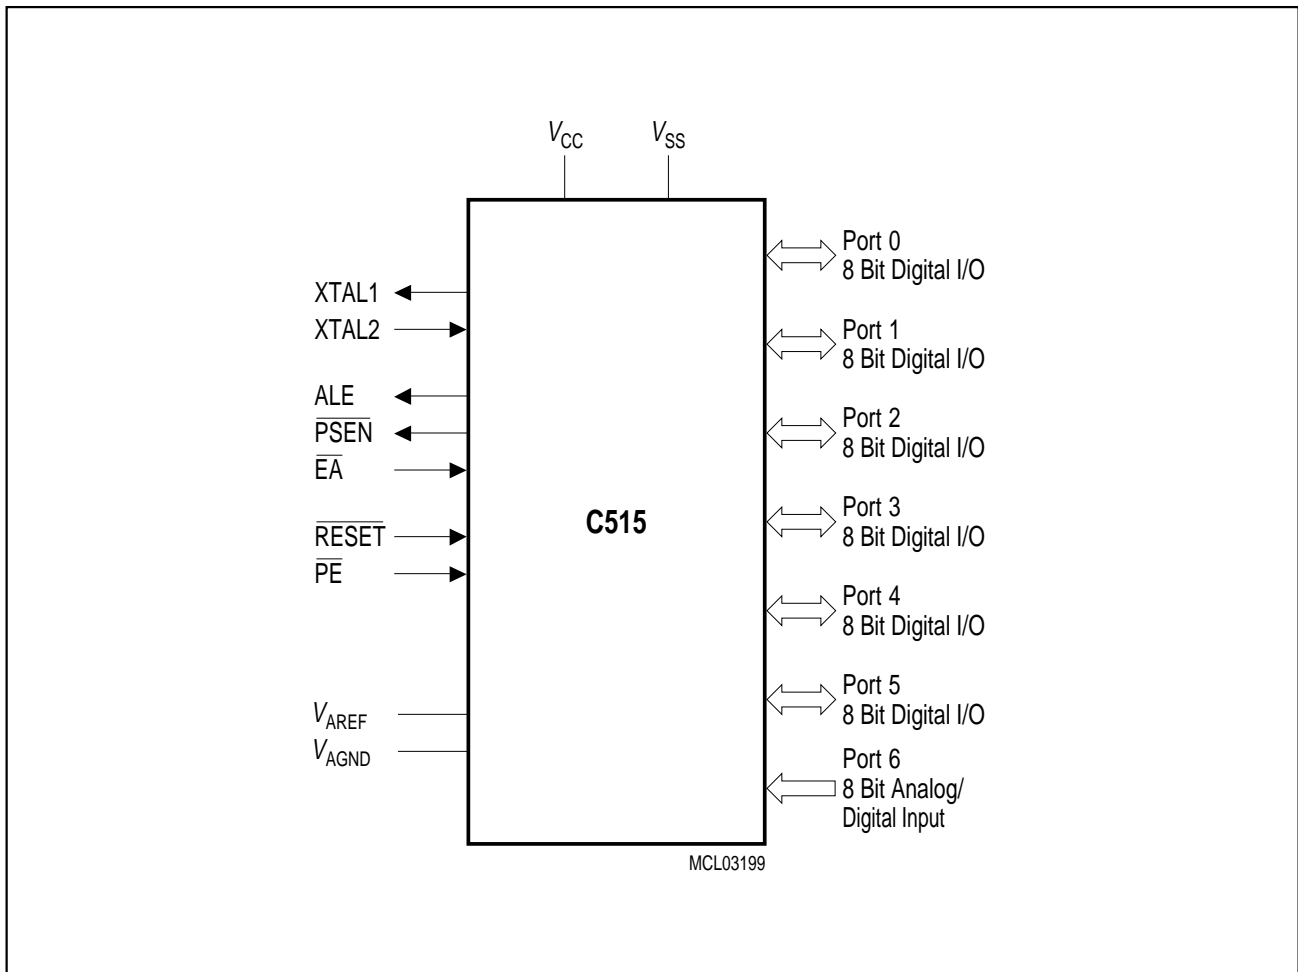 VCC
VSS
XTAL1
XTAL2
ALE
PSEN
EA
RESET
PE
VAREF
VAGND
C515
Port 0
8 Bit Digital I/O
Port 1
8 Bit Digital I/O
Port 2
8 Bit Digital I/O
Port 3
8 Bit Digital I/O
Port 4
8 Bit Digital I/O
Port 5
8 Bit Digital I/O
Port 6
8 Bit Analog/
Digital Input
MCL03199